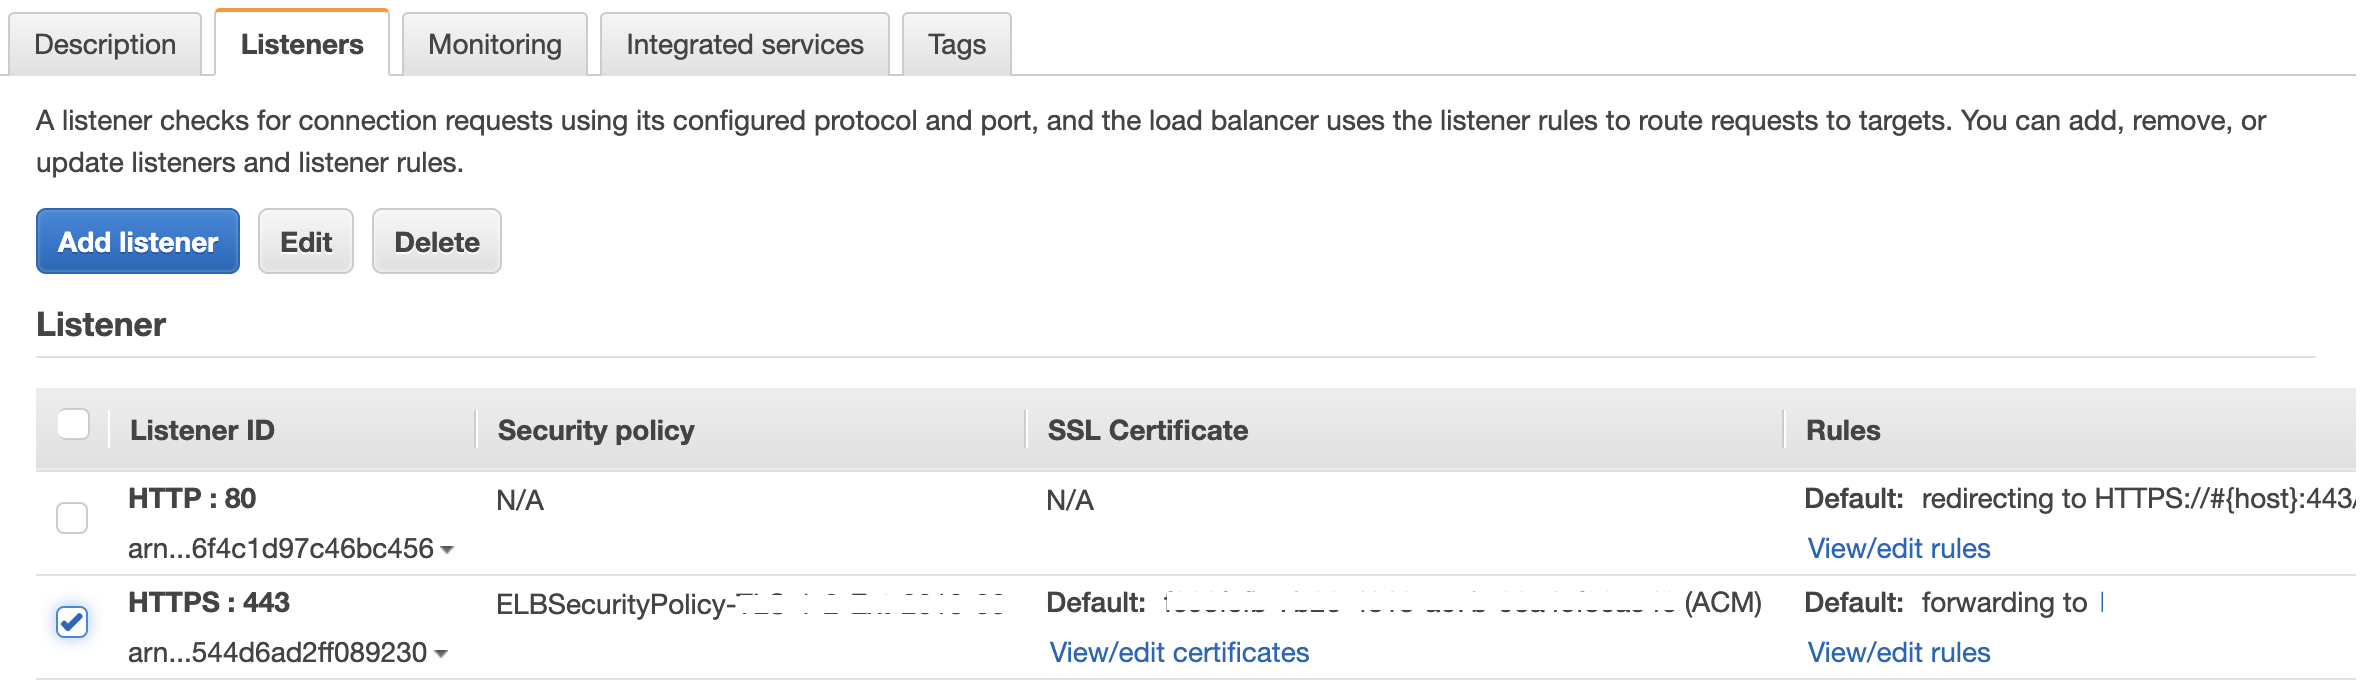 Description
Listeners
Monitoring
Integrated services
Tags
A listener checks for connection requests using its configured protocol and port, and the load balancer uses the listener rules to route requests to targets. You can add, remove, or
update listeners and listener rules.
Add listener
Edit
Delete
Listener
Listener ID
Security policy
SSL Certificate
Rules
HTTP : 80
N/A
N/A
Default: redirecting to HTTPS://#{host}:443/
arn...6f4c1d97c46bc456
View/edit rules
HTTPS : 443
ELBSecurityPolicy-
Default: (ACM)
Default: forwarding to
arn...544d6ad2ff089230
View/edit certificates
View/edit rules